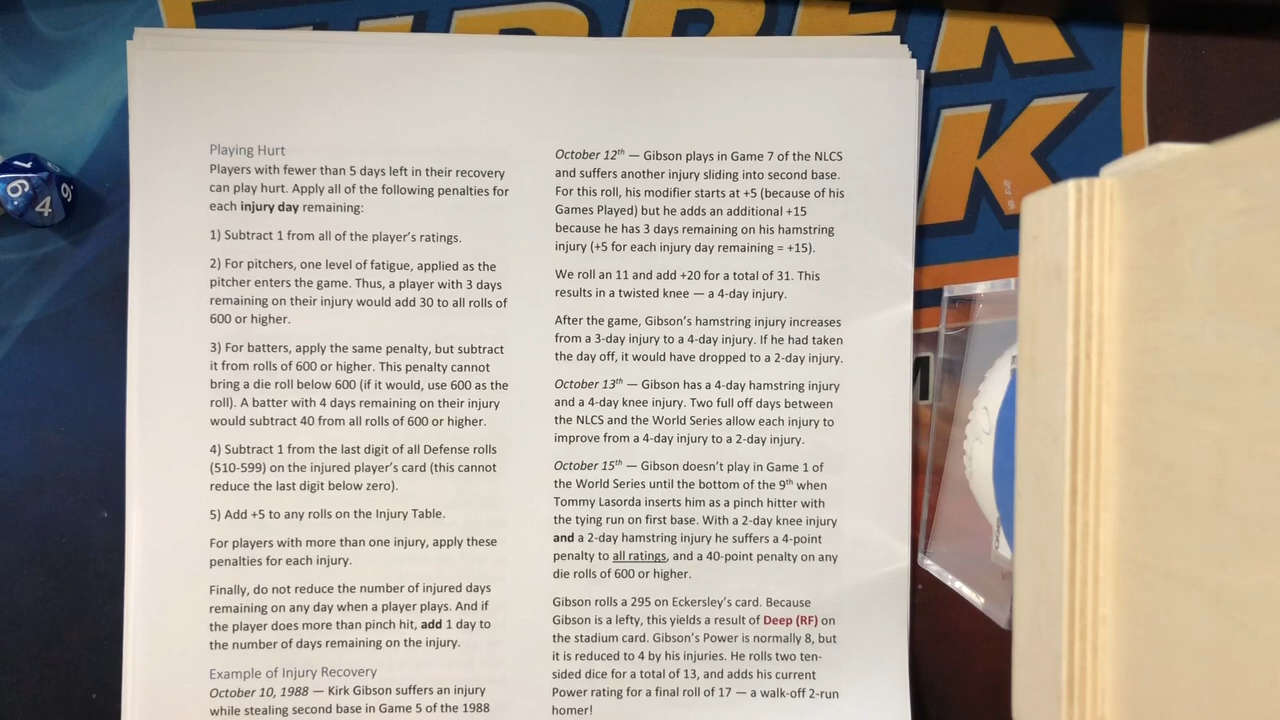 Playing Hurt
Players with fewer than 5 days left in their recovery
can play hurt. Apply all of the following penalties for
each injury day remaining:
1) Subtract 1 from all of the player's ratings.
2) For pitchers, one level of fatigue, applied as the
pitcher enters the game. Thus, a player with 3 days
remaining on their injury would add 30 to all rolls of
600 or higher.
3) For batters, apply the same penalty, but subtract
it from rolls of 600 or higher. This penalty cannot
bring a die roll below 600 (if it would, use 600 as the
roll). A batter with 4 days remaining on their injury
would subtract 40 from all rolls of 600 or higher.
4) Subtract 1 from the last digit of all Defense rolls
(510-599) on the injured player's card (this cannot
reduce the last digit below zero).
5) Add +5 to any rolls on the Injury Table.
For players with more than one injury, apply these
penalties for each injury.
Finally, do not reduce the number of injured days
remaining on any day when a player plays. And if
the player does more than pinch hit, add 1 day to
the number of days remaining on the injury.
Example of Injury Recovery
October 10, 1988 — Kirk Gibson suffers an injury
while stealing second base in Game 5 of the 1988
October 12th — Gibson plays in Game 7 of the NLCS
and suffers another injury sliding into second base.
For this roll, his modifier starts at +5 (because of his
Games Played) but he adds an additional +15
because he has 3 days remaining on his hamstring
injury (+5 for each injury day remaining = +15).
We roll an 11 and add +20 for a total of 31. This
results in a twisted knee — a 4-day injury.
After the game, Gibson's hamstring injury increases
from a 3-day injury to a 4-day injury. If he had taken
the day off, it would have dropped to a 2-day injury.
October 13th — Gibson has a 4-day hamstring injury
and a 4-day knee injury. Two full off days between
the NLCS and the World Series allow each injury to
improve from a 4-day injury to a 2-day injury.
October 15th — Gibson doesn't play in Game 1 of
the World Series until the bottom of the 9th when
Tommy Lasorda inserts him as a pinch hitter with
the tying run on first base. With a 2-day knee injury
and a 2-day hamstring injury he suffers a 4-point
penalty to all ratings, and a 40-point penalty on any
die rolls of 600 or higher.
Gibson rolls a 295 on Eckersley's card. Because
Gibson is a lefty, this yields a result of Deep (RF) on
the stadium card. Gibson's Power is normally 8, but
it is reduced to 4 by his injuries. He rolls two ten-
sided dice for a total of 13, and adds his current
Power rating for a final roll of 17 — a walk-off 2-run
homer!